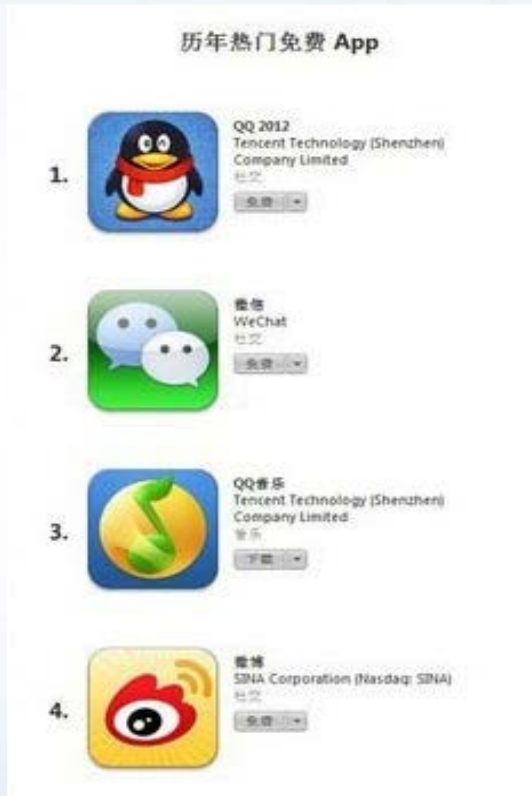 历年热门免费 App
1.
QQ 2012
Tencent Technology (Shenzhen)
Company Limited
社交
免费
2.
微信
WeChat
社交
免费
3.
QQ音乐
Tencent Technology (Shenzhen)
Company Limited
音乐
下载
4.
微博
SINA Corporation (Nasdaq: SINA)
社交
免费